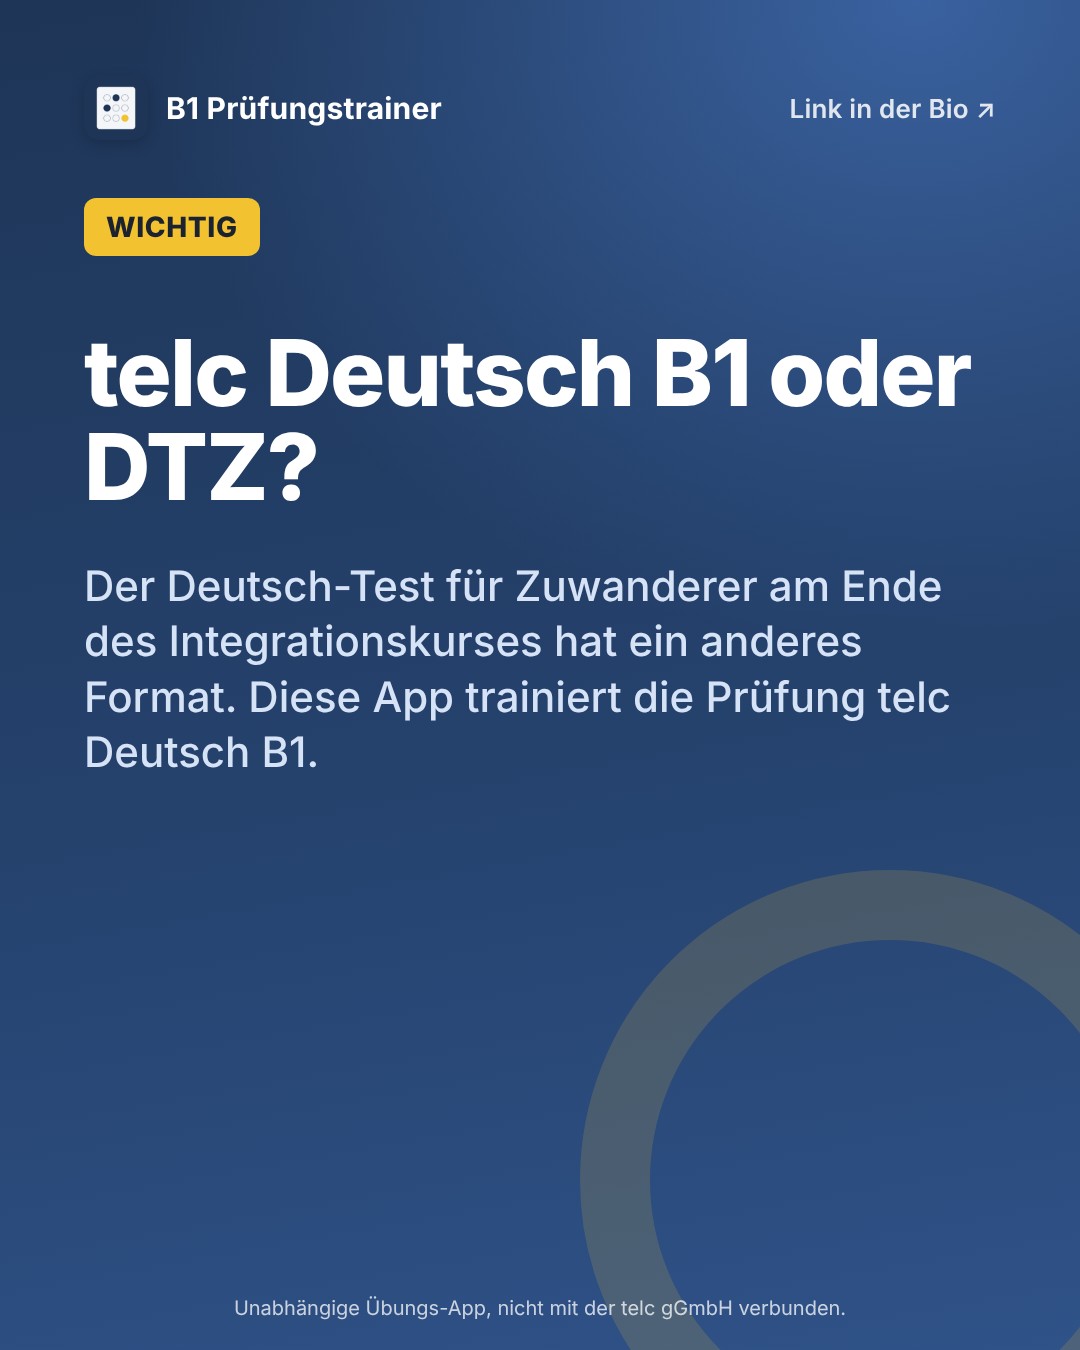 B1 Prüfungstrainer
Link in der Bio ↗
WICHTIG
telc Deutsch B1 oder
DTZ?
Der Deutsch-Test für Zuwanderer am Ende
des Integrationskurses hat ein anderes
Format. Diese App trainiert die Prüfung telc
Deutsch B1.
Unabhängige Übungs-App, nicht mit der telc gGmbH verbunden.